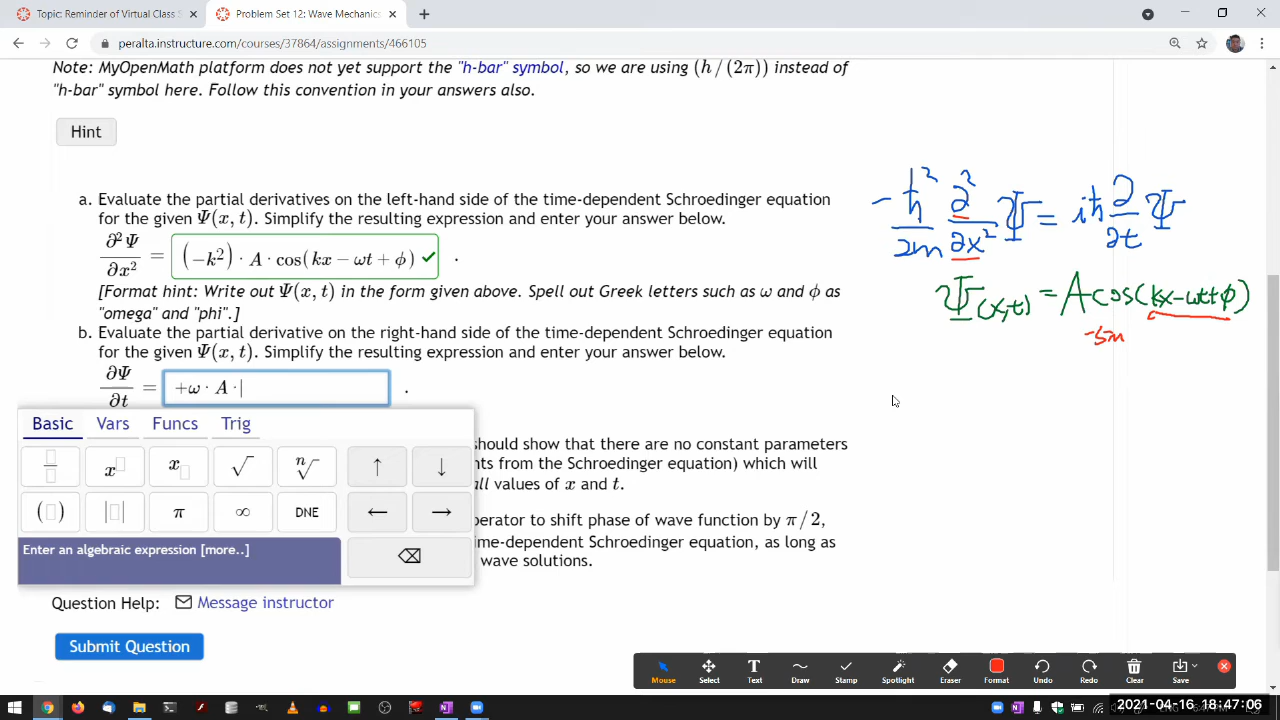 Topic: Reminder of Virtual Class S
Problem Set 12: Wave Mechanics
peralta.instructure.com/courses/37864/assignments/466105
Note: MyOpenMath platform does not yet support the "h-bar" symbol, so we are using (h/(2π)) instead of
"h-bar" symbol here. Follow this convention in your answers also.
Hint
a. Evaluate the partial derivatives on the left-hand side of the time-dependent Schroedinger equation
for the given Ψ(x, t). Simplify the resulting expression and enter your answer below.
∂²Ψ/∂x² = (−k²) · A · cos(kx − ωt + ϕ) ✔ .
[Format hint: Write out Ψ(x, t) in the form given above. Spell out Greek letters such as ω and ϕ as
"omega" and "phi".]
b. Evaluate the partial derivative on the right-hand side of the time-dependent Schroedinger equation
for the given Ψ(x, t). Simplify the resulting expression and enter your answer below.
∂Ψ/∂t = +ω · A · .
Basic Vars Funcs Trig
DNE
Enter an algebraic expression [more..]
should show that there are no constant parameters
nts from the Schroedinger equation) which will
all values of x and t.
perator to shift phase of wave function by π/2,
ime-dependent Schroedinger equation, as long as
wave solutions.
Question Help: Message instructor
Submit Question
−ħ²/2m ∂²/∂x² Ψ = iħ ∂/∂t Ψ
Ψ(x,t) = A cos(kx−ωt+ϕ)
−sin
Mouse Select Text Draw Stamp Spotlight Eraser Format Undo Redo Clear Save
2021-04-16 18:47:06